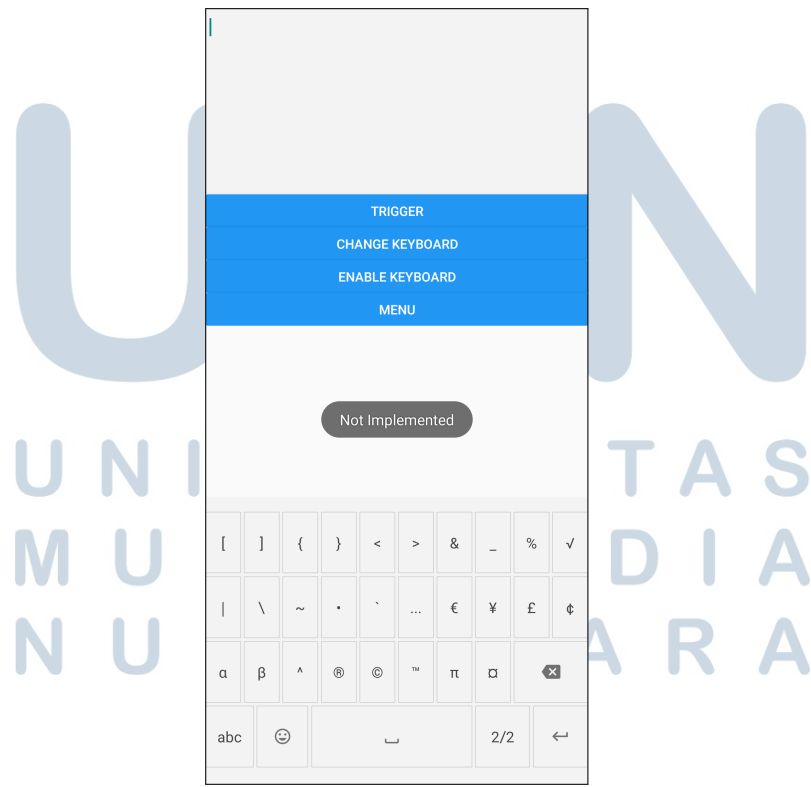 TRIGGER
CHANGE KEYBOARD
ENABLE KEYBOARD
MENU
Not Implemented
[ ] { } < > & _ % √
| \ ~ • ` ... € ¥ £ ¢
α β ^ ® © ™ π ¤
abc 2/2
U N
U N I T A S
M U D I A
N U A R A